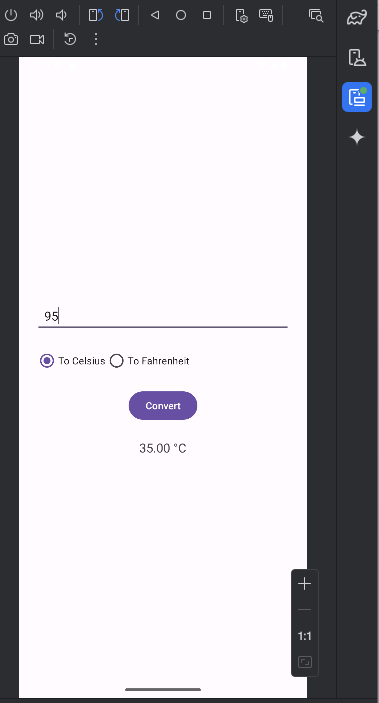 95
To Celsius To Fahrenheit
Convert
35.00 °C
1:1